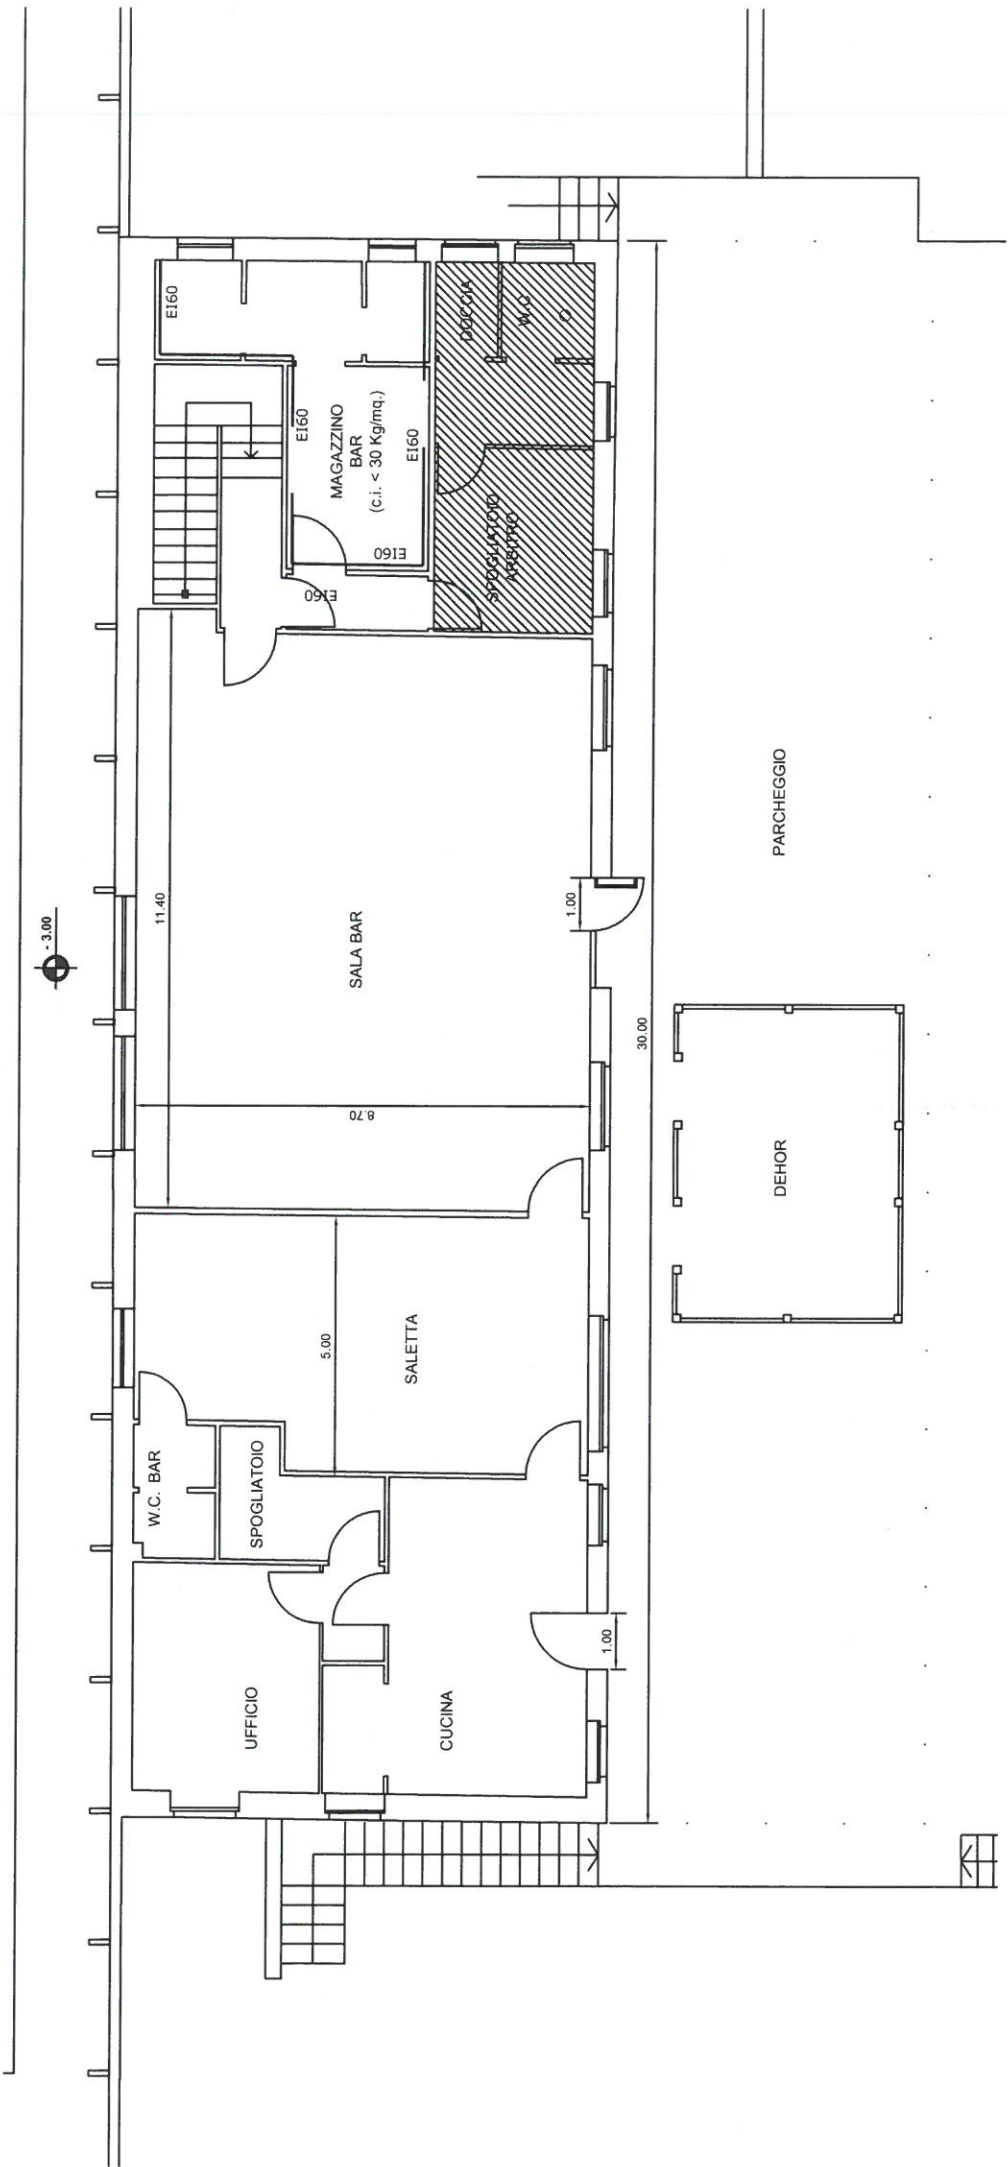 - 3.00
EI60
EI60
MAGAZZINO
BAR
(c.i. < 30 Kg/mq.)
EI60
EI60
EI60
DOCCIA
W.C
SPOGLIATOIO
ARBITRO
11.40
SALA BAR
8.70
1.00
30.00
PARCHEGGIO
DEHOR
5.00
SALETTA
W.C. BAR
SPOGLIATOIO
UFFICIO
CUCINA
1.00